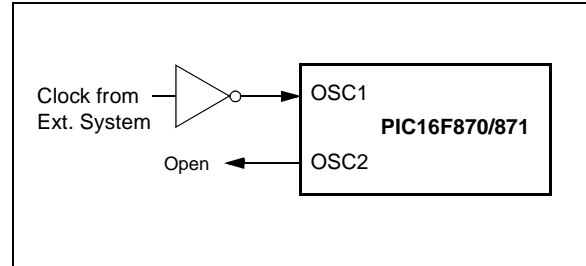 Clock from
Ext. System
OSC1
PIC16F870/871
Open
OSC2